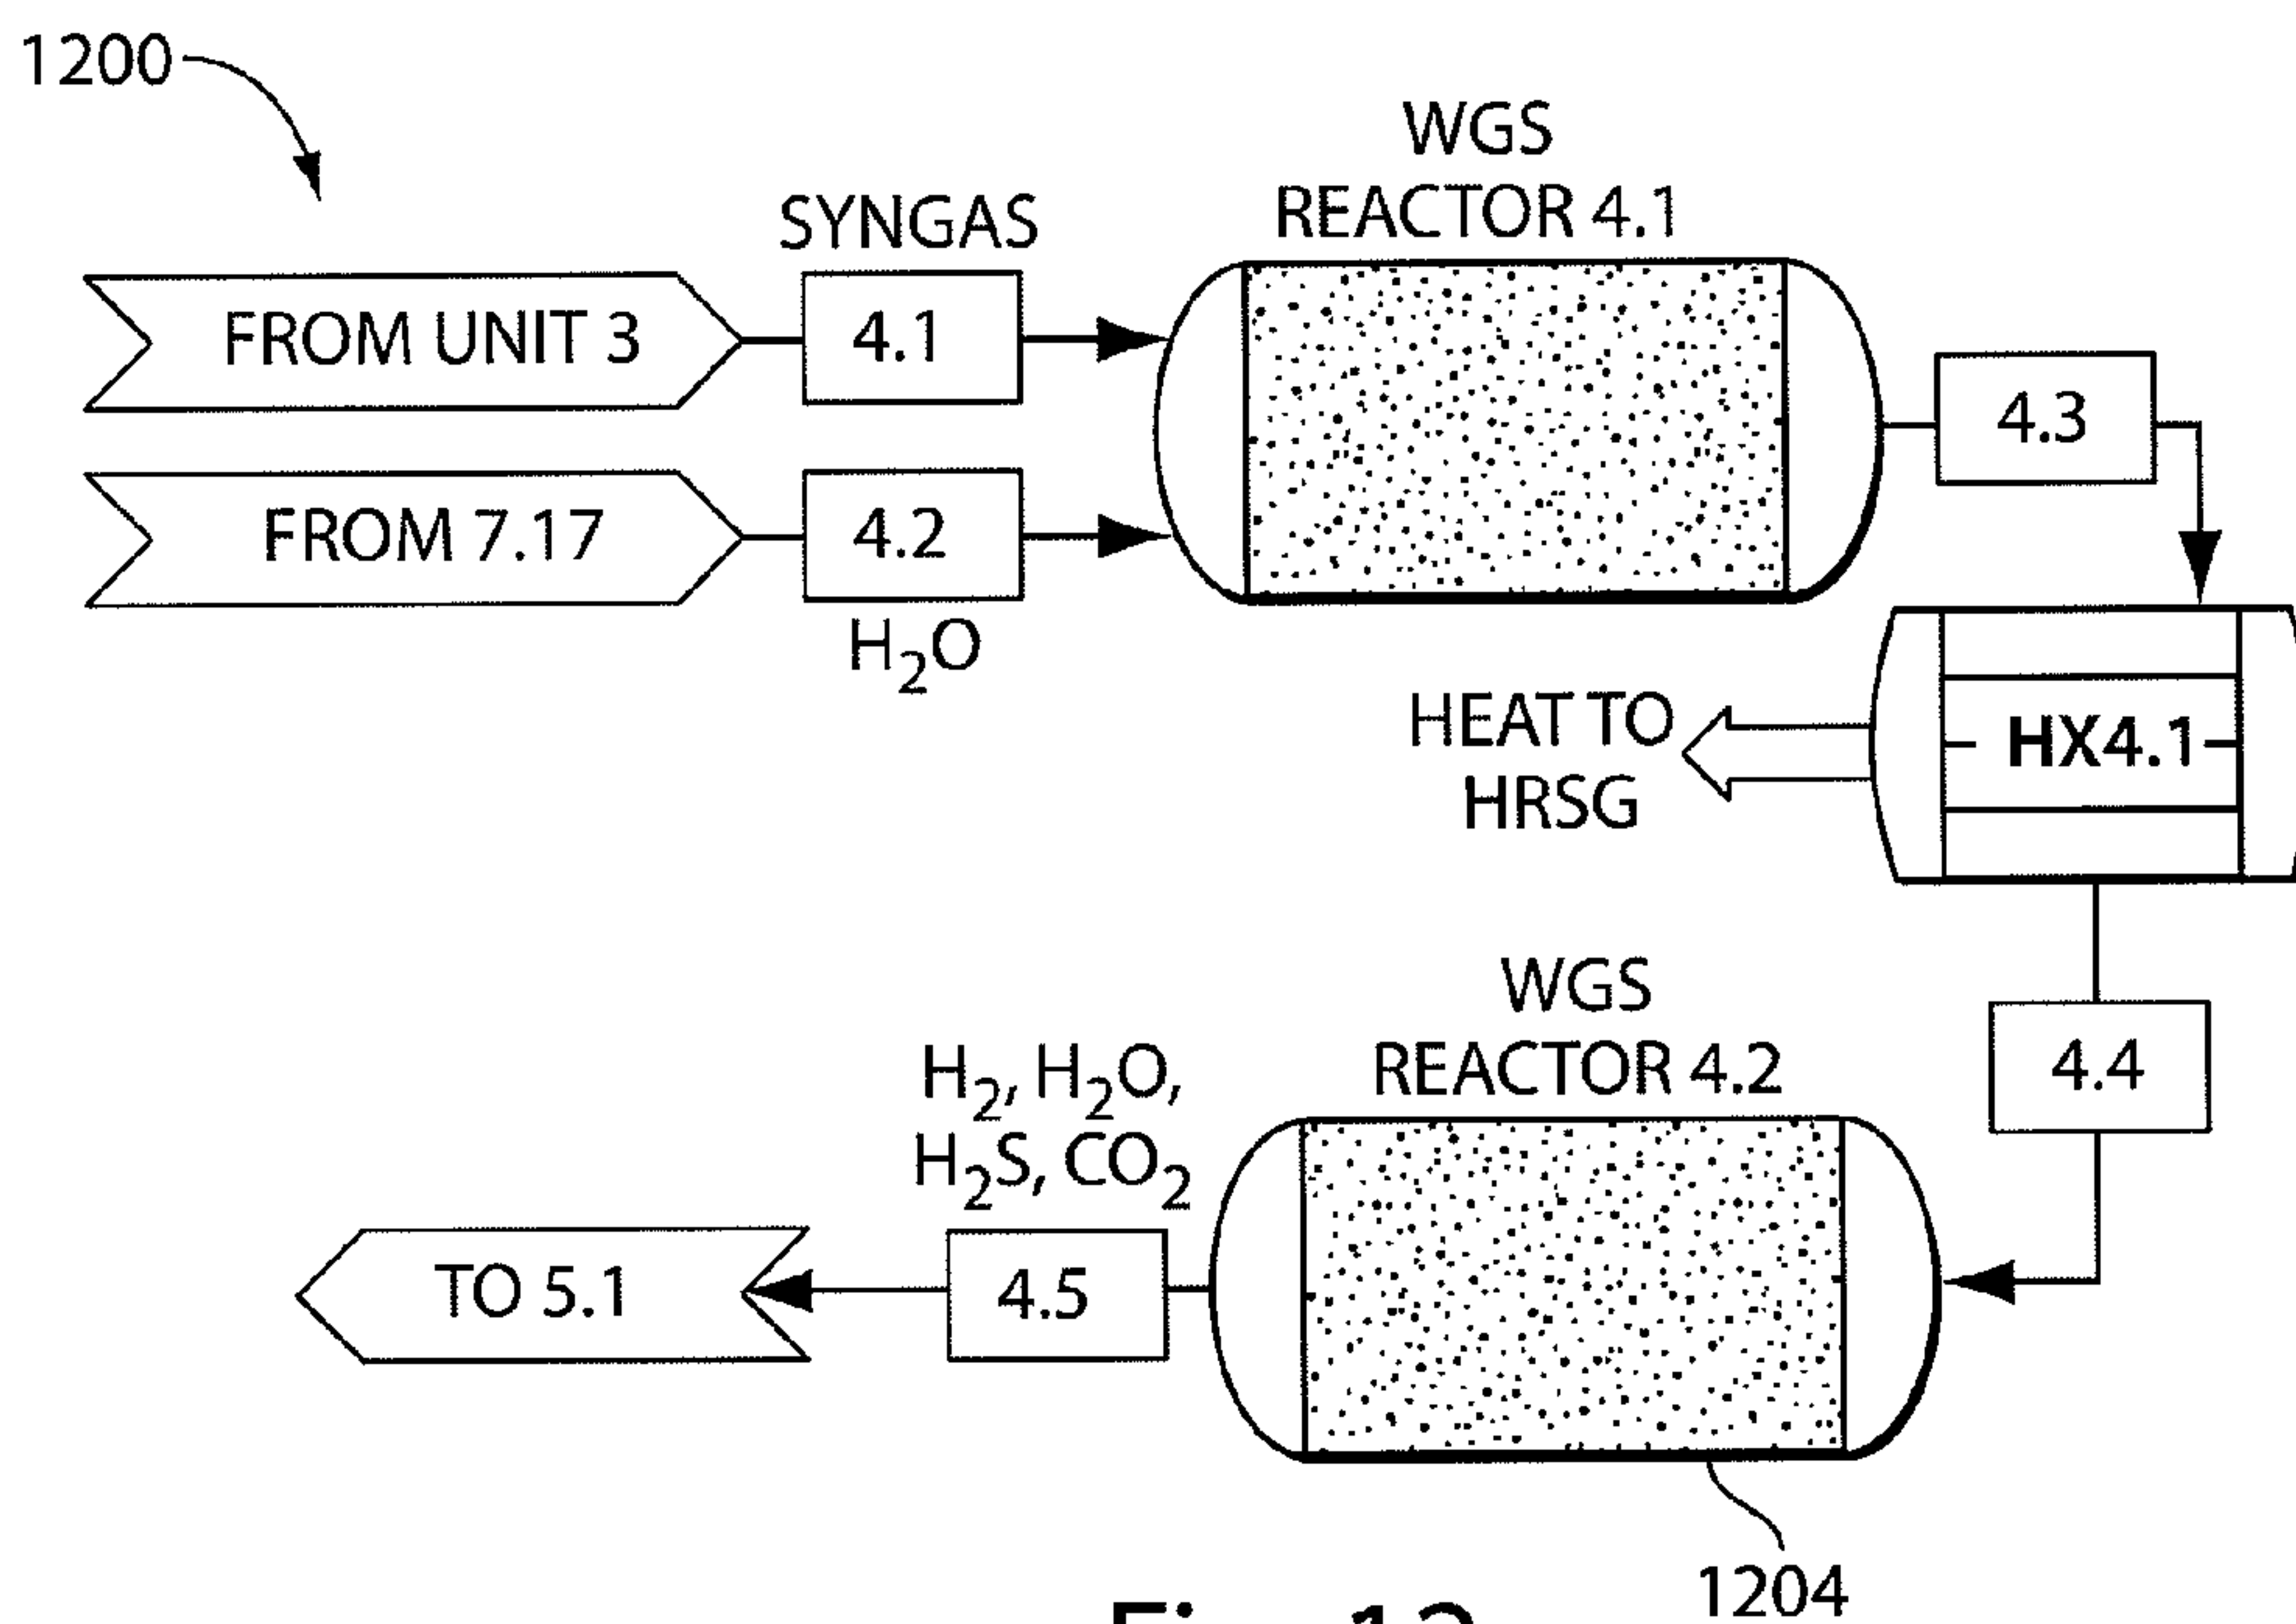 1200
WGS
REACTOR 4.1
SYNGAS
FROM UNIT 3
4.1
4.3
FROM 7.17
4.2
H₂O
HEAT TO
HRSG
HX4.1
WGS
REACTOR 4.2
4.4
H₂, H₂O,
H₂S, CO₂
TO 5.1
4.5
1204